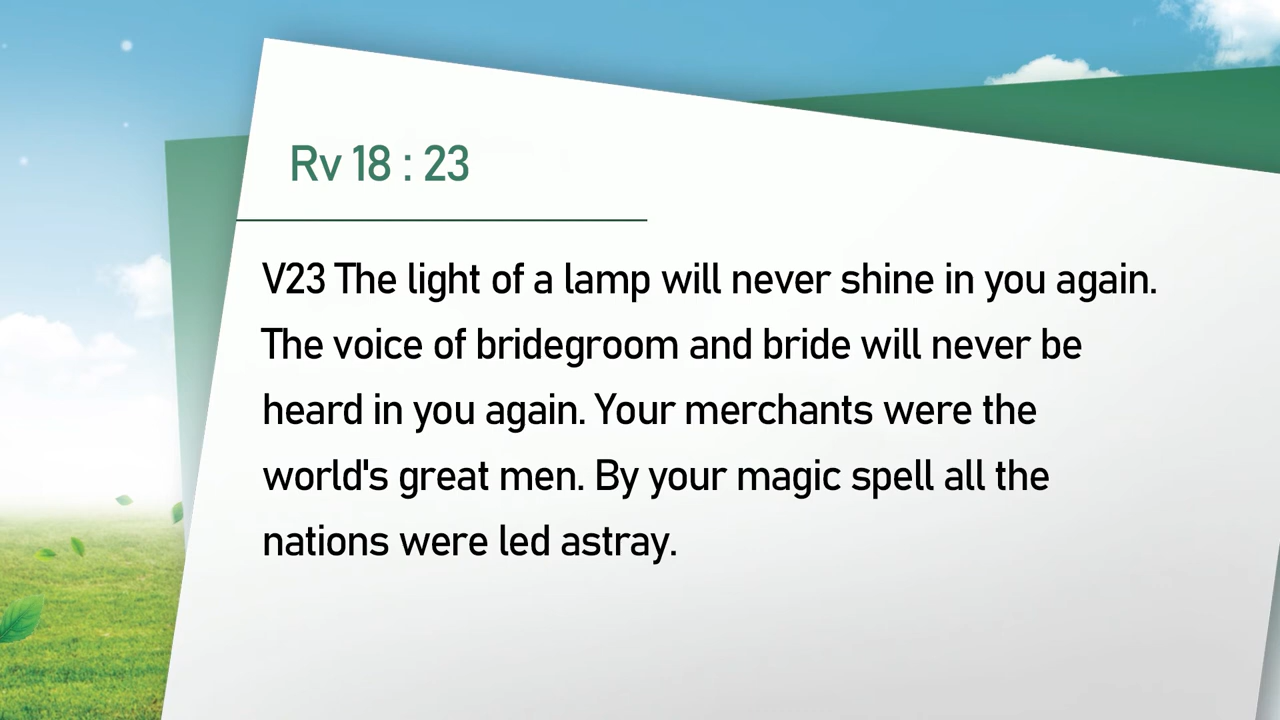 Rv 18 : 23
V23 The light of a lamp will never shine in you again.
The voice of bridegroom and bride will never be
heard in you again. Your merchants were the
world's great men. By your magic spell all the
nations were led astray.